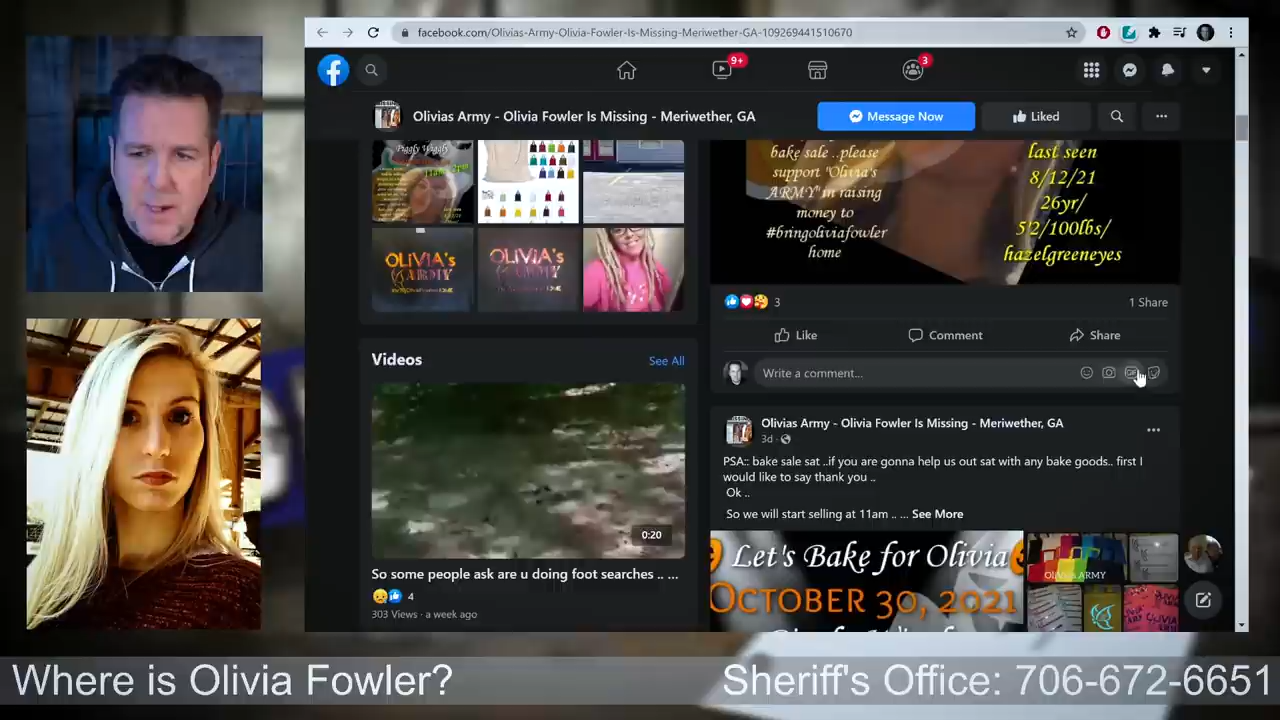 facebook.com/Olivias-Army-Olivia-Fowler-Is-Missing-Meriwether-GA-109269441510670
9+
3
Olivias Army - Olivia Fowler Is Missing - Meriwether, GA
Message Now
Liked
Piggly Wiggly
OLIVIA'S
ARMY
OLIVIA'S
ARMY
bake sale ..please
support "Olivia's
ARMY" in raising
money to
#bringoliviafowler
home
last seen
8/12/21
26yr/
5'2/100lbs/
hazelgreeneyes
3
1 Share
Like
Comment
Share
Write a comment...
Videos
See All
0:20
So some people ask are u doing foot searches .. ...
4
303 Views · a week ago
Olivias Army - Olivia Fowler Is Missing - Meriwether, GA
3d ·
PSA:: bake sale sat ..if you are gonna help us out sat with any bake goods.. first I
would like to say thank you ..
Ok ..
So we will start selling at 11am .. ... See More
Let's Bake for Olivia
October 30, 2021
OLIVIA ARMY
Where is Olivia Fowler?
Sheriff's Office: 706-672-6651